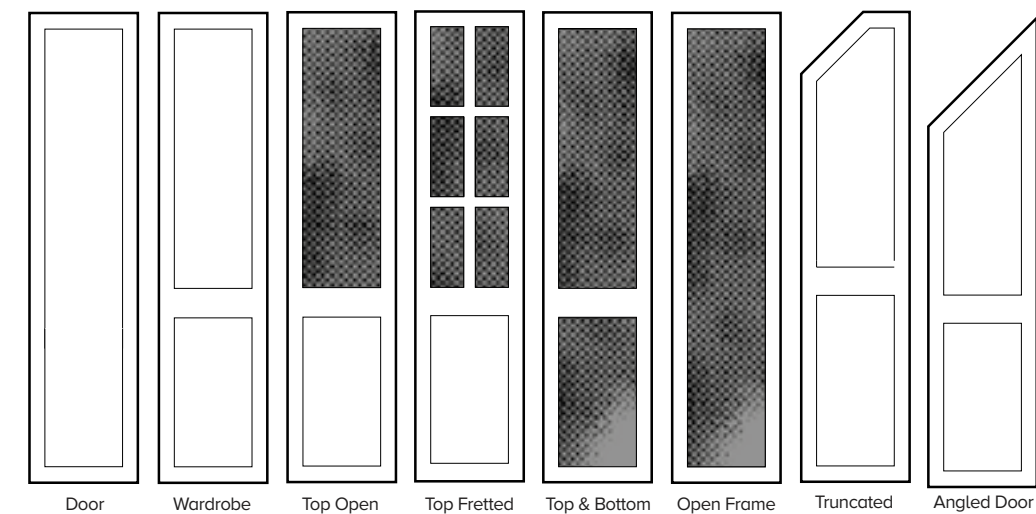 Door
Wardrobe
Top Open
Top Fretted
Top & Bottom
Open Frame
Truncated
Angled Door